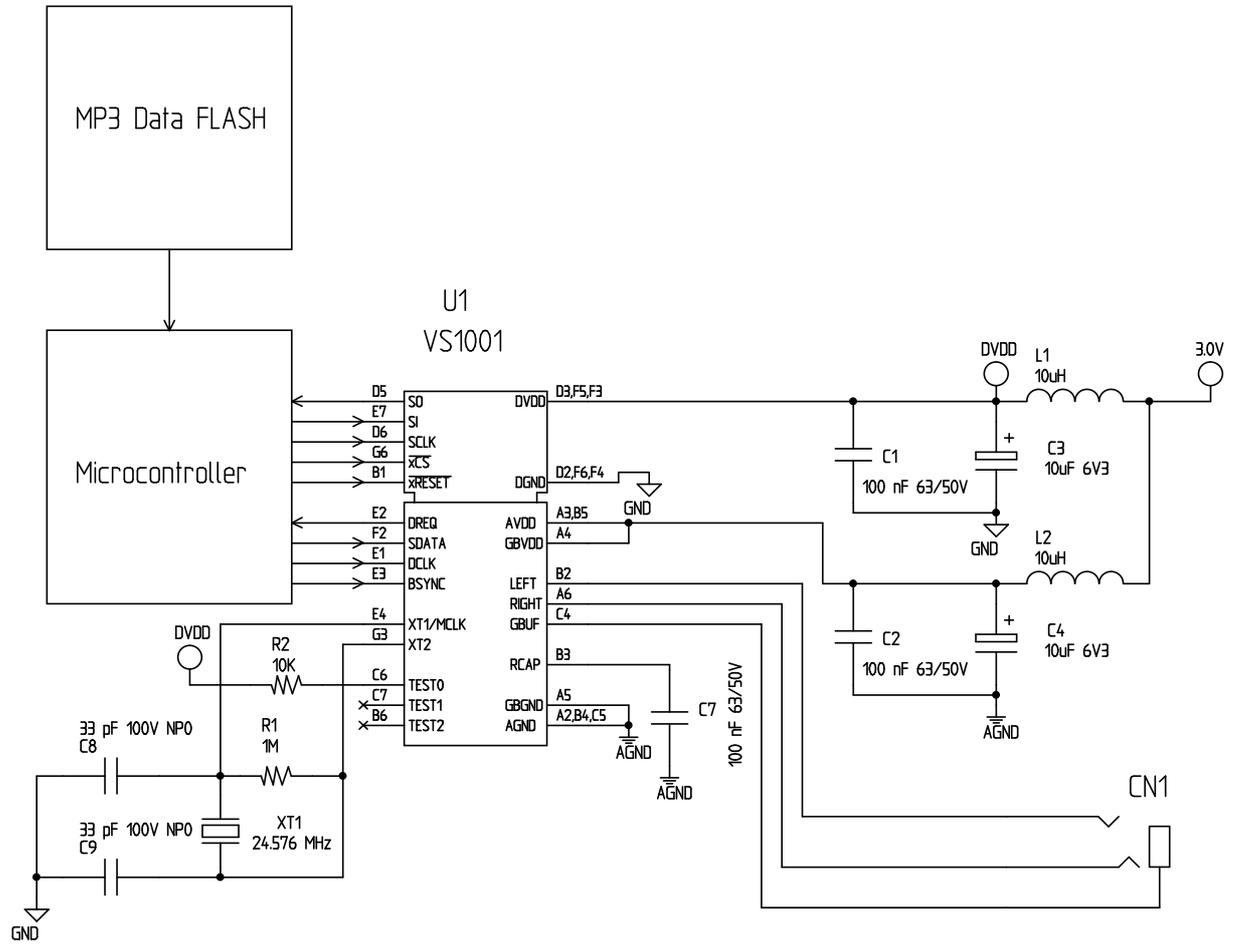 MP3 Data FLASH
Microcontroller
U1
VS1001
D5
E7
D6
G6
B1
E2
F2
E1
E3
E4
G3
C6
C7
B6
SO
SI
SCLK
xCS
xRESET
DREQ
SDATA
DCLK
BSYNC
XT1/MCLK
XT2
TEST0
TEST1
TEST2
DVDD
DGND
AVDD
GBVDD
LEFT
RIGHT
GBUF
RCAP
GBGND
AGND
D3,F5,F3
D2,F6,F4
A3,B5
A4
B2
A6
C4
B3
A5
A2,B4,C5
GND
AGND
C7
100 nF 63/50V
AGND
DVDD
L1
10uH
3.0V
C1
100 nF 63/50V
C3
10uF 6V3
+
GND
L2
10uH
C2
100 nF 63/50V
C4
10uF 6V3
+
AGND
CN1
DVDD
R2
10K
R1
1M
33 pF 100V NPO
C8
33 pF 100V NPO
C9
XT1
24.576 MHz
GND